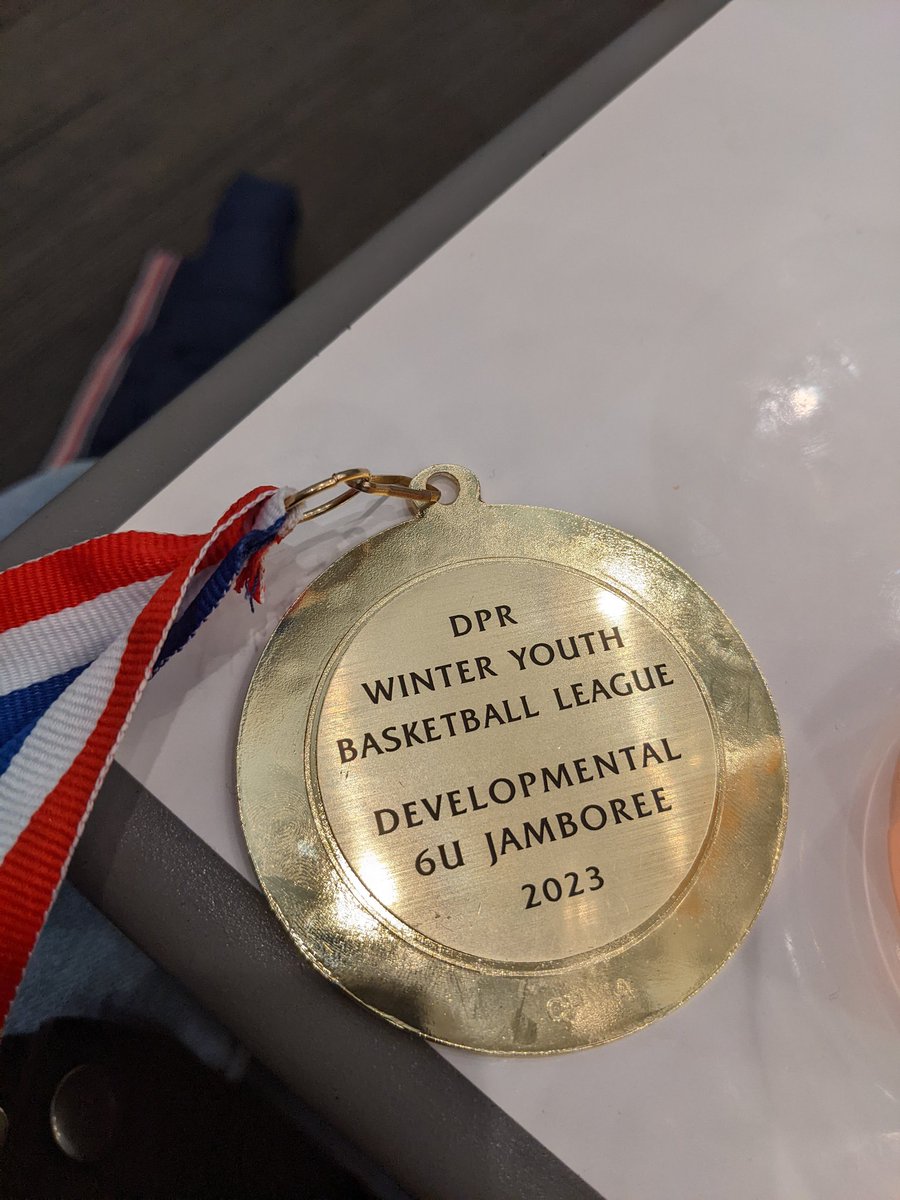 DPR
WINTER YOUTH
BASKETBALL LEAGUE
DEVELOPMENTAL
6U JAMBOREE
2023